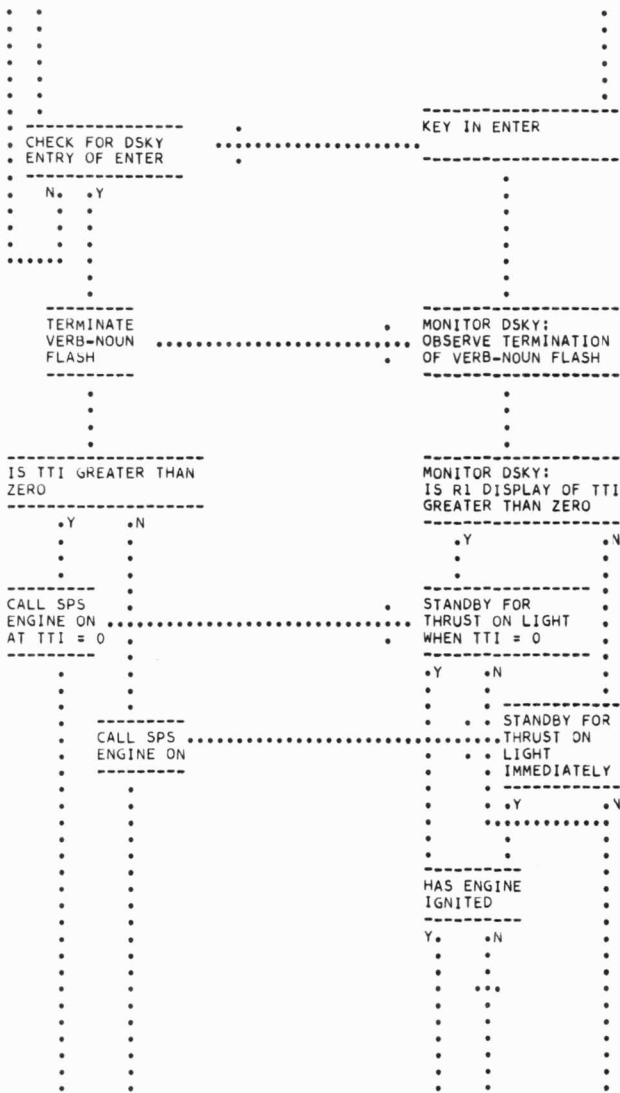 KEY IN ENTER
CHECK FOR DSKY
ENTRY OF ENTER
N Y
TERMINATE
VERB-NOUN
FLASH
MONITOR DSKY:
OBSERVE TERMINATION
OF VERB-NOUN FLASH
IS TTI GREATER THAN
ZERO
MONITOR DSKY:
IS R1 DISPLAY OF TTI
GREATER THAN ZERO
Y N
Y N
CALL SPS
ENGINE ON
AT TTI = 0
STANDBY FOR
THRUST ON LIGHT
WHEN TTI = 0
Y N
CALL SPS
ENGINE ON
STANDBY FOR
THRUST ON
LIGHT
IMMEDIATELY
Y N
HAS ENGINE
IGNITED
Y N